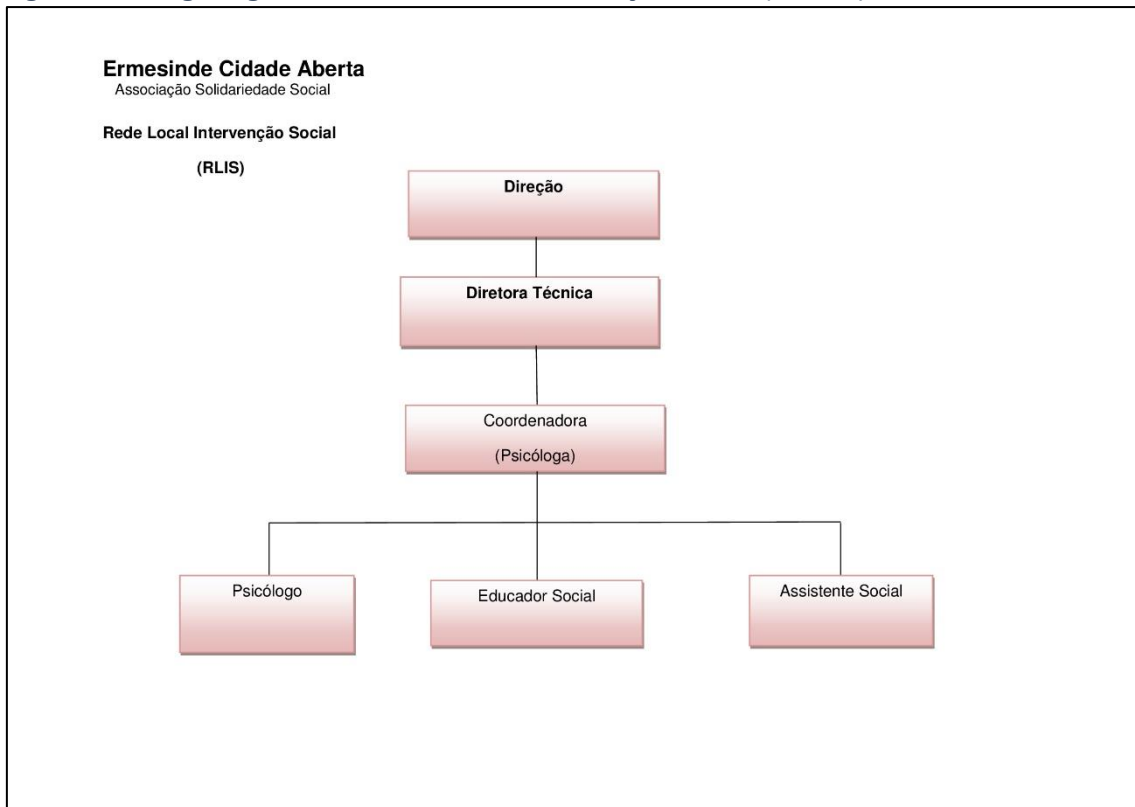 Ermesinde Cidade Aberta
Associação Solidariedade Social
Rede Local Intervenção Social
(RLIS)
Direção
Diretora Técnica
Coordenadora
(Psicóloga)
Psicólogo
Educador Social
Assistente Social